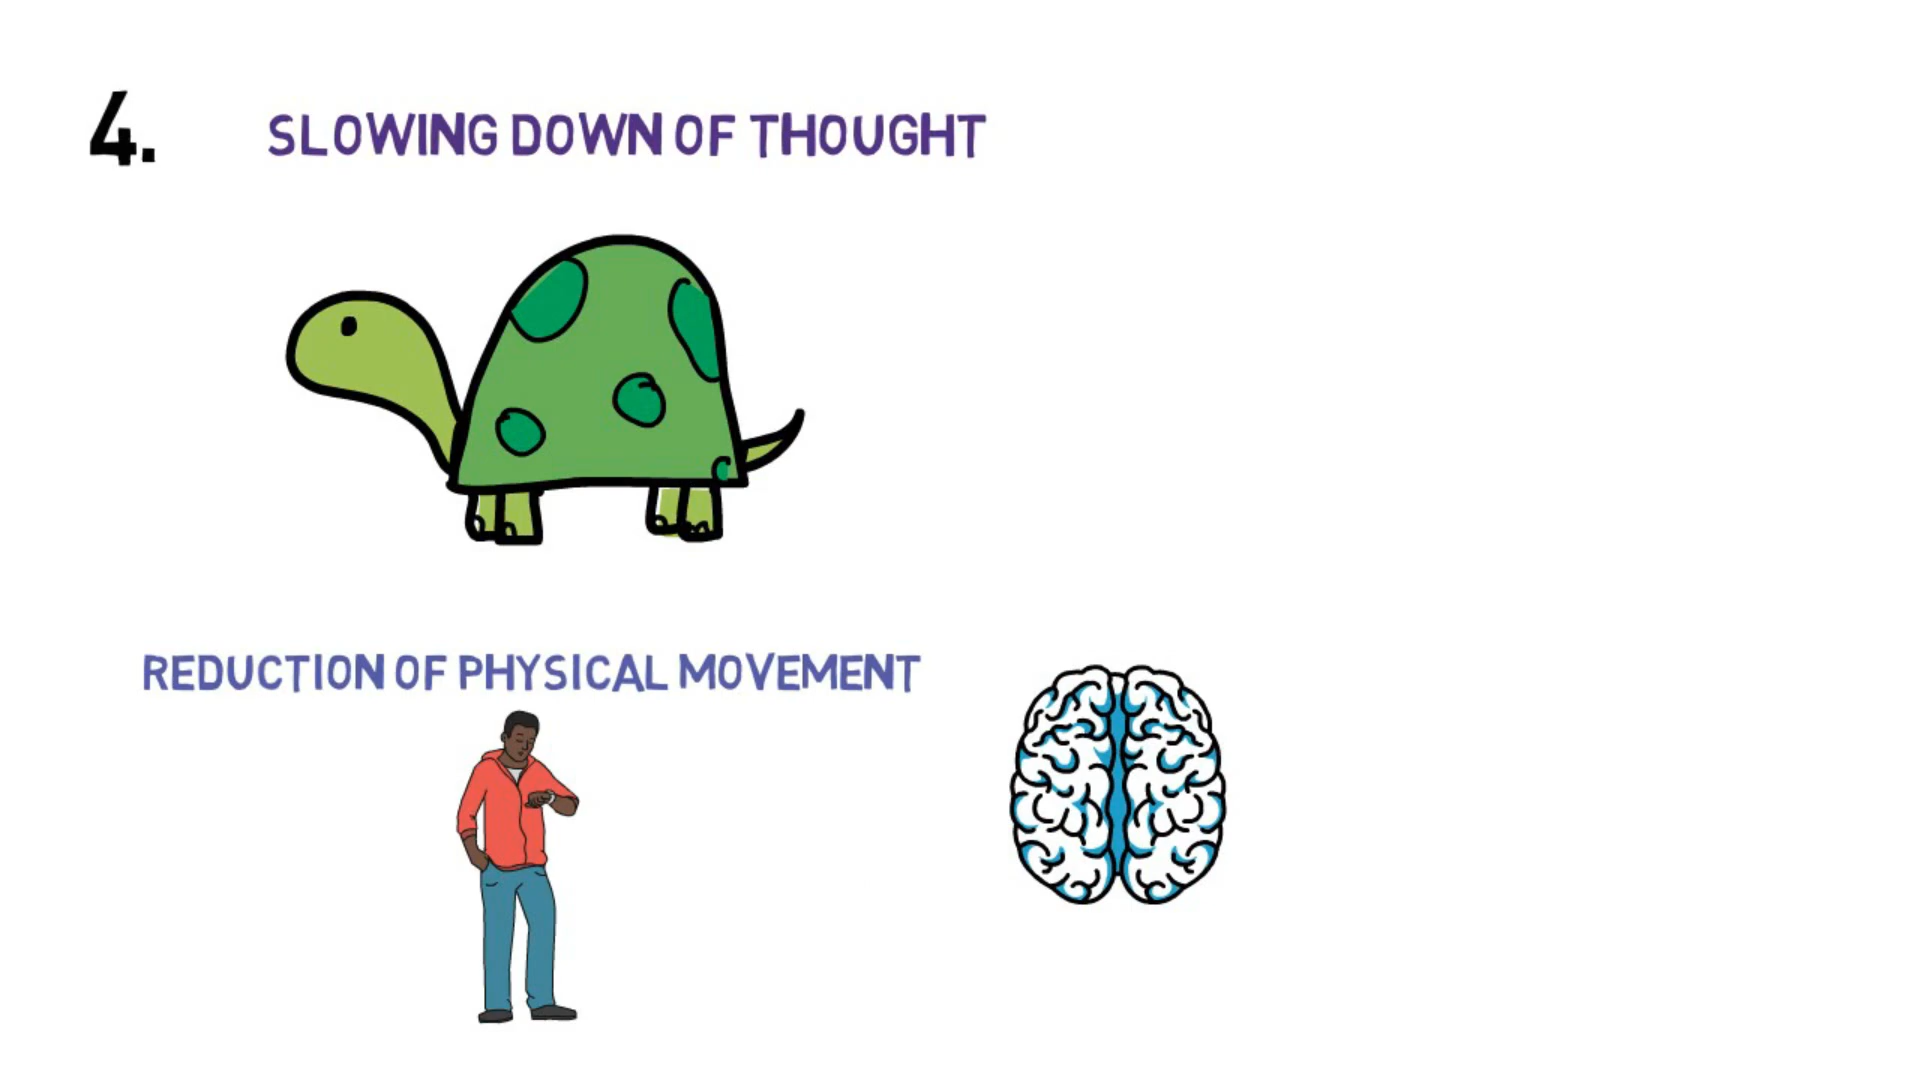 4.
SLOWING DOWN OF THOUGHT
REDUCTION OF PHYSICAL MOVEMENT